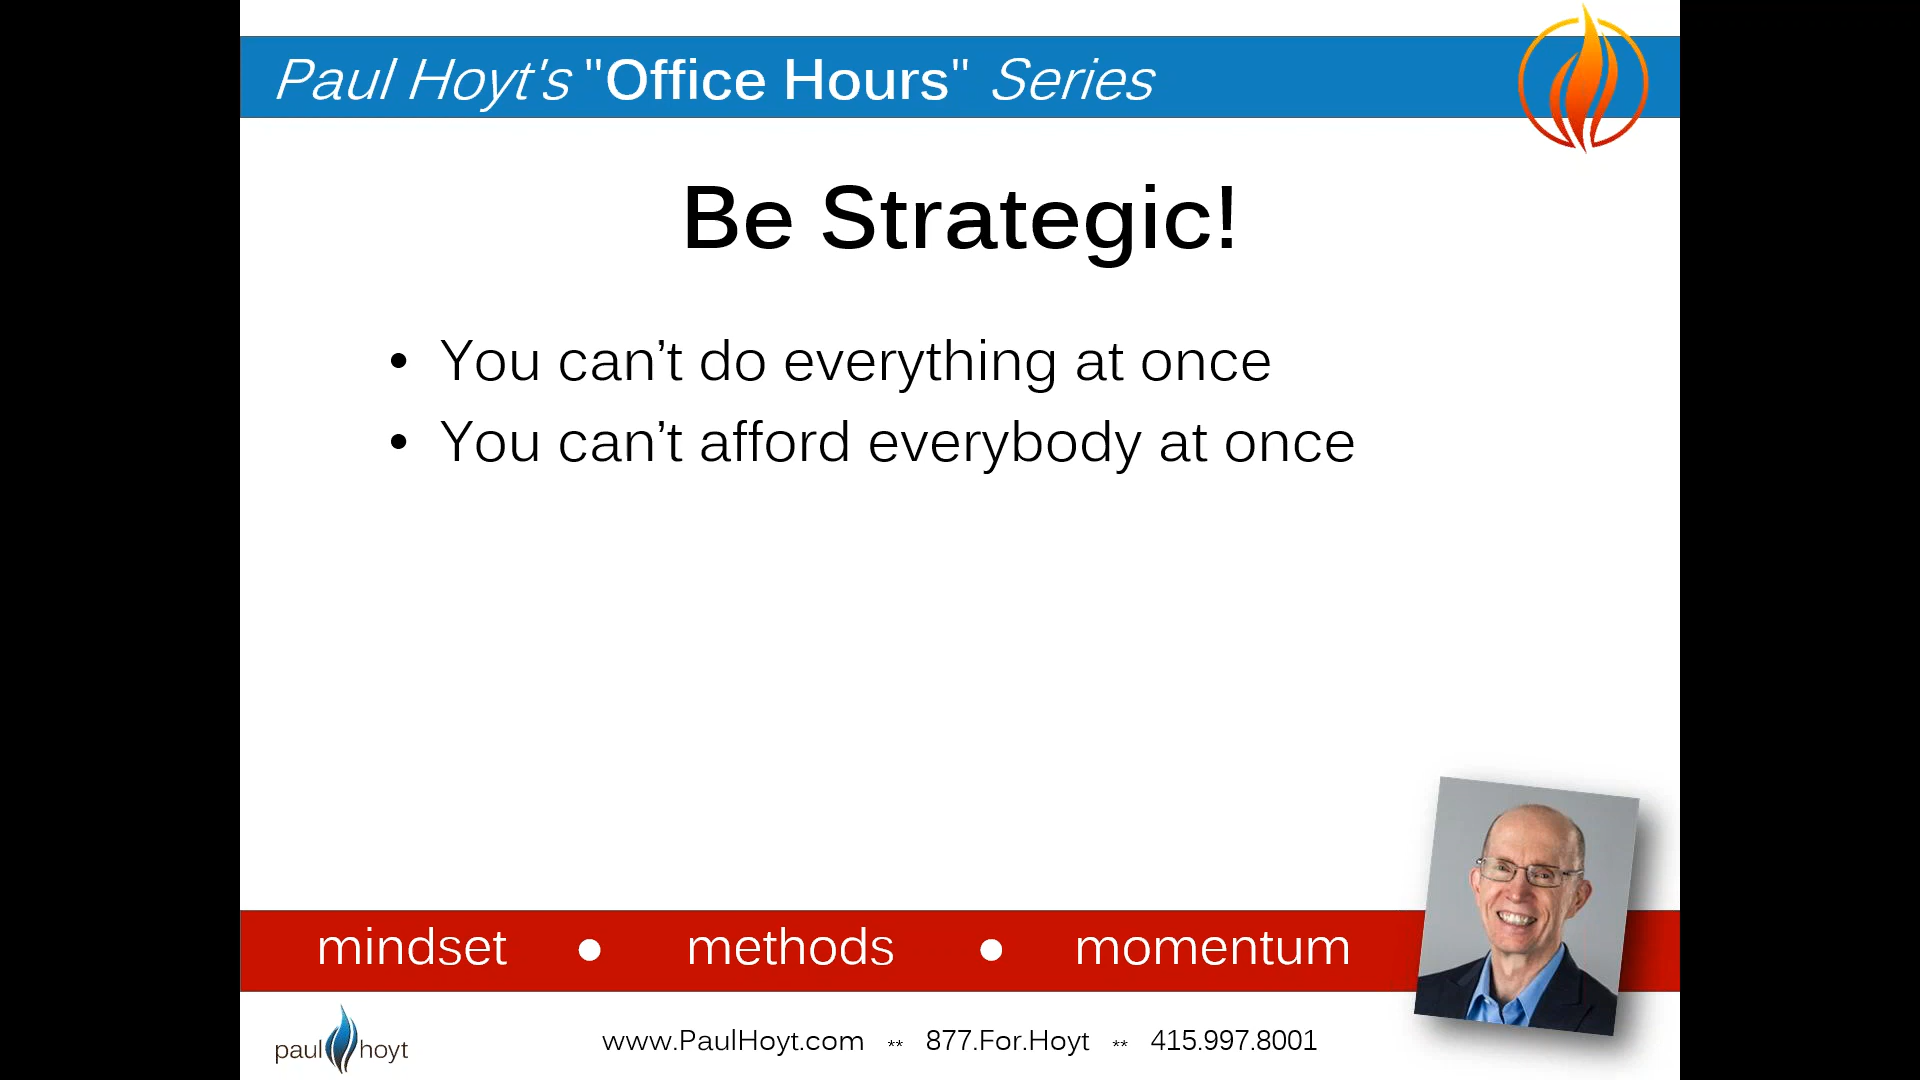 Paul Hoyt's "Office Hours" Series
Be Strategic!
• You can’t do everything at once
• You can’t afford everybody at once
mindset ● methods ● momentum
paul hoyt
www.PaulHoyt.com ** 877.For.Hoyt ** 415.997.8001